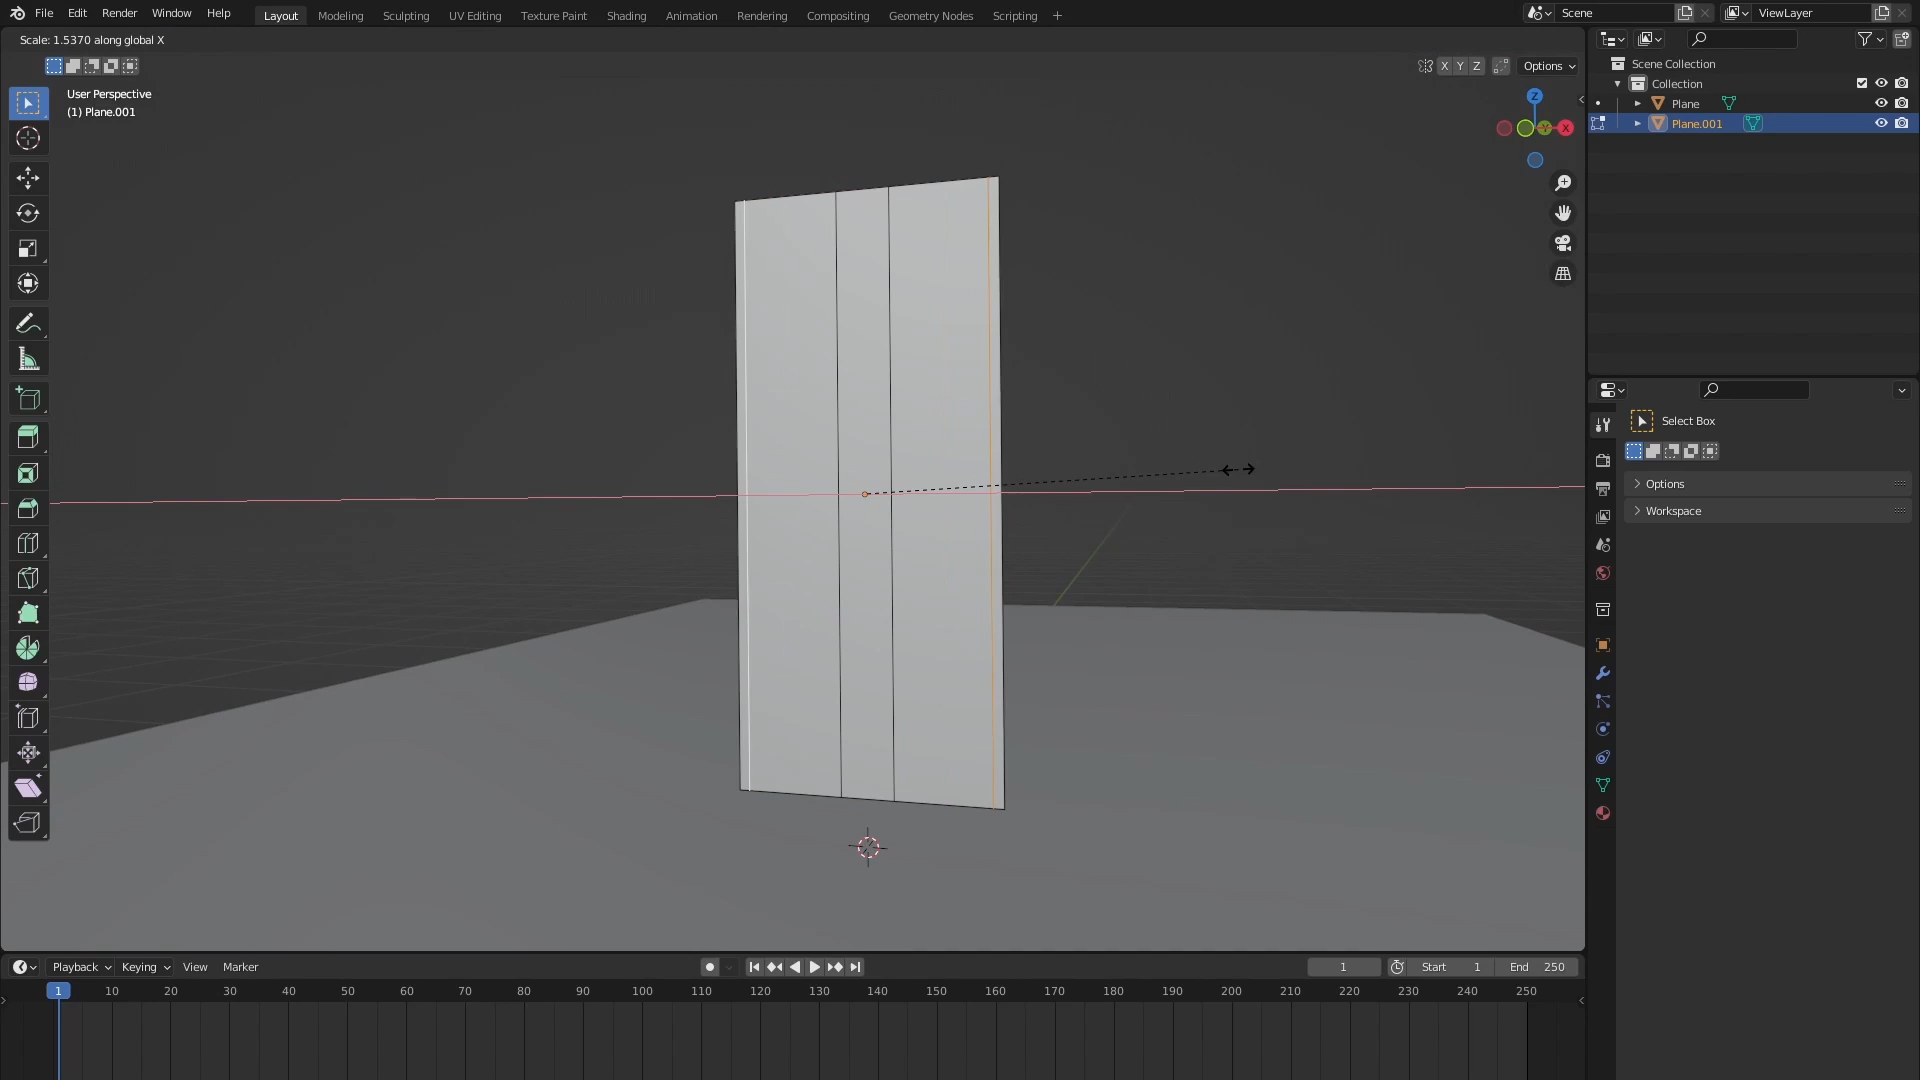 File Edit Render Window Help
Layout Modeling Sculpting UV Editing Texture Paint Shading Animation Rendering Compositing Geometry Nodes Scripting
Scene ViewLayer
Scale: 1.5370 along global X
X Y Z Options
User Perspective
(1) Plane.001
Z
X
Scene Collection
Collection
Plane
Plane.001
Select Box
Options
Workspace
Playback Keying View Marker
1 Start 1 End 250
1 10 20 30 40 50 60 70 80 90 100 110 120 130 140 150 160 170 180 190 200 210 220 230 240 250